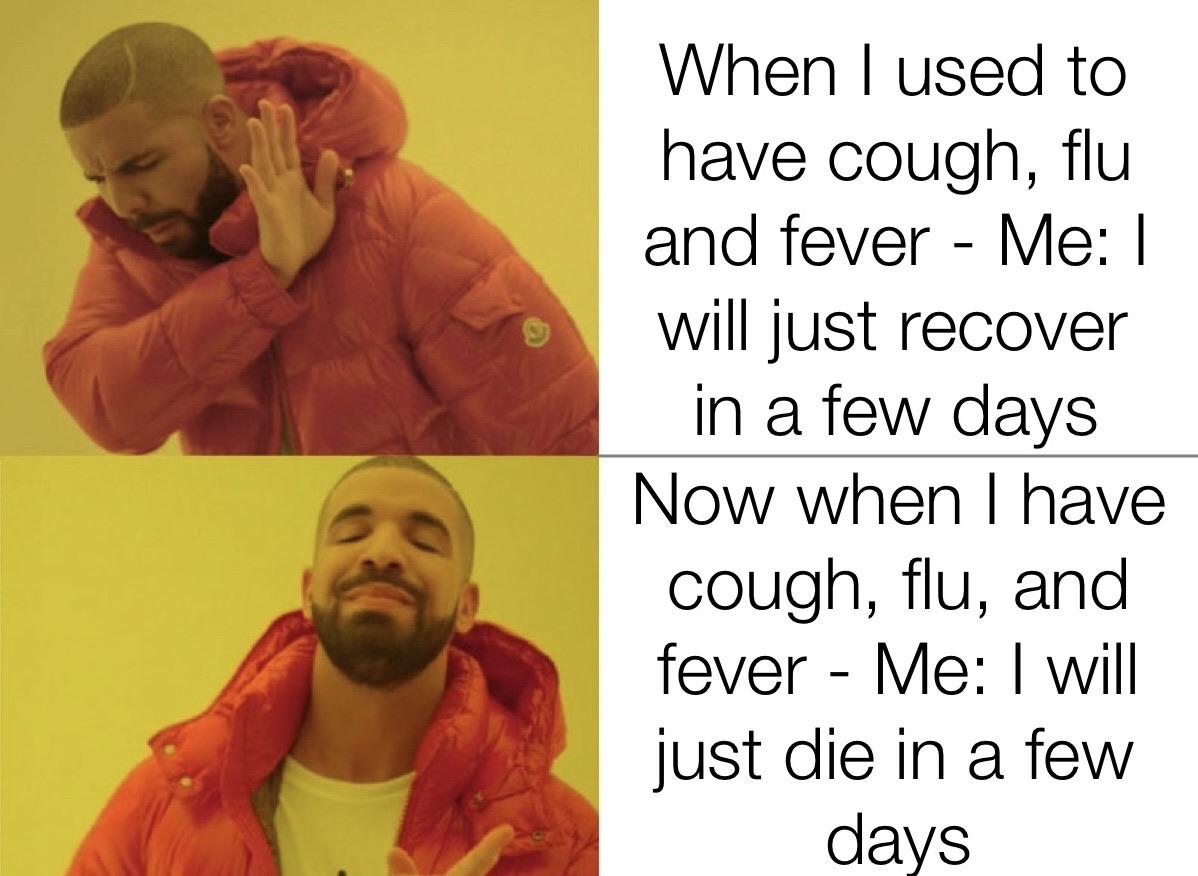 When I used to
have cough, flu
and fever - Me: I
will just recover
in a few days
Now when I have
cough, flu, and
fever - Me: I will
just die in a few
days